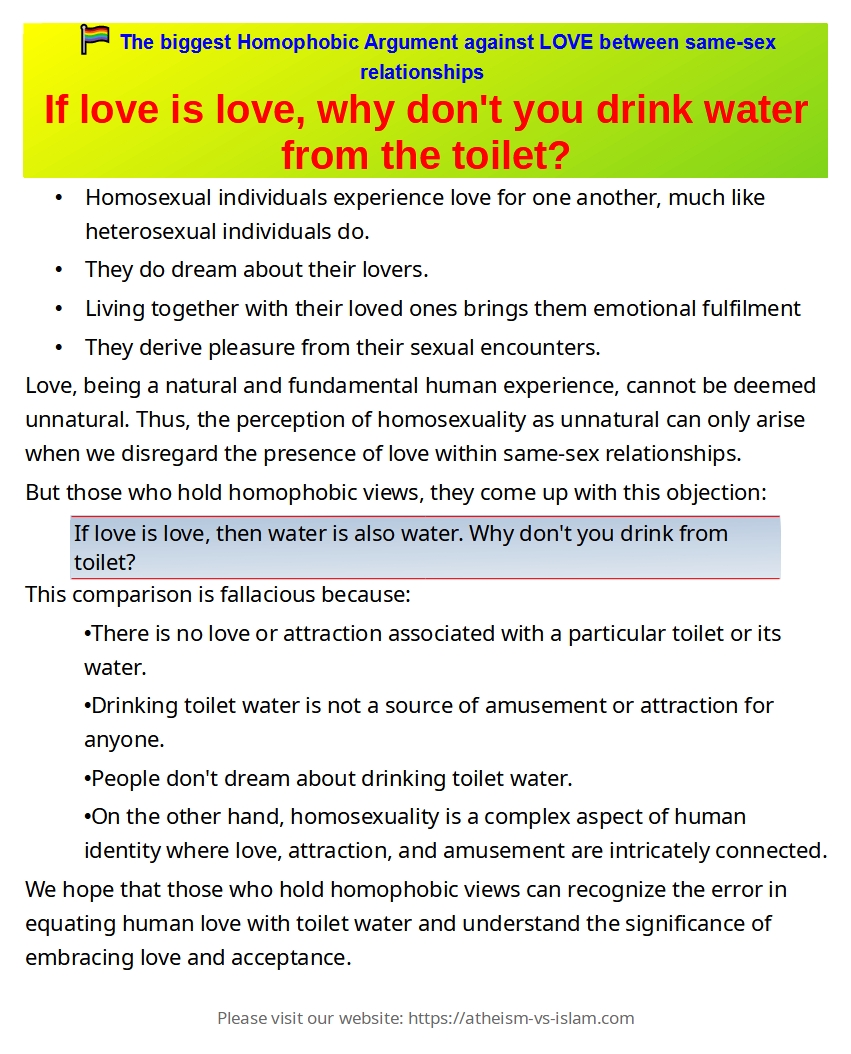 The biggest Homophobic Argument against LOVE between same-sex
relationships
If love is love, why don't you drink water
from the toilet?
• Homosexual individuals experience love for one another, much like
heterosexual individuals do.
• They do dream about their lovers.
• Living together with their loved ones brings them emotional fulfilment
• They derive pleasure from their sexual encounters.
Love, being a natural and fundamental human experience, cannot be deemed
unnatural. Thus, the perception of homosexuality as unnatural can only arise
when we disregard the presence of love within same-sex relationships.
But those who hold homophobic views, they come up with this objection:
If love is love, then water is also water. Why don't you drink from
toilet?
This comparison is fallacious because:
•There is no love or attraction associated with a particular toilet or its
water.
•Drinking toilet water is not a source of amusement or attraction for
anyone.
•People don't dream about drinking toilet water.
•On the other hand, homosexuality is a complex aspect of human
identity where love, attraction, and amusement are intricately connected.
We hope that those who hold homophobic views can recognize the error in
equating human love with toilet water and understand the significance of
embracing love and acceptance.
Please visit our website: https://atheism-vs-islam.com